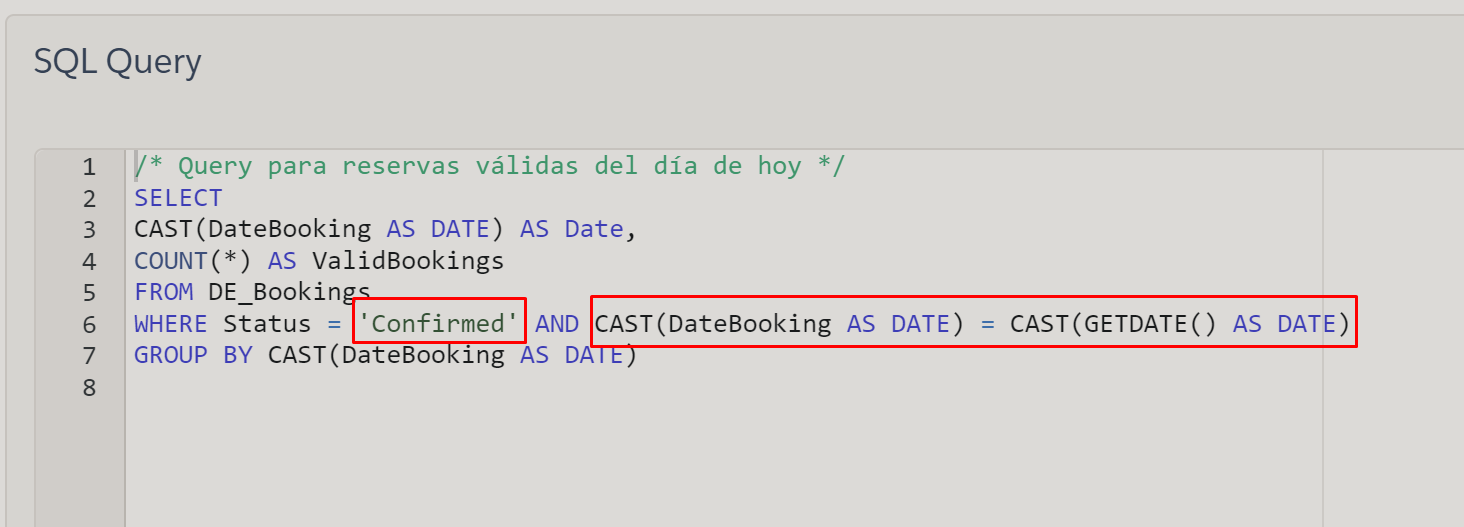 SQL Query
1 /* Query para reservas válidas del día de hoy */
2 SELECT
3 CAST(DateBooking AS DATE) AS Date,
4 COUNT(*) AS ValidBookings
5 FROM DE_Bookings
6 WHERE Status = 'Confirmed' AND CAST(DateBooking AS DATE) = CAST(GETDATE() AS DATE)
7 GROUP BY CAST(DateBooking AS DATE)
8